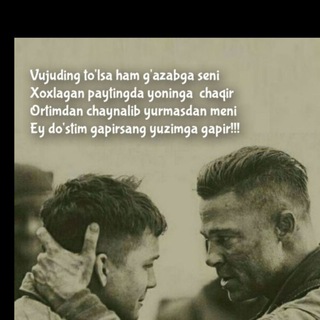 Vujuding to'lsa ham g'azabga seni
Xoxlagan paytingda yoninga chaqir
Ortimdan chaynalib yurmasdan meni
Ey do'stim gapirsang yuzimga gapir!!!